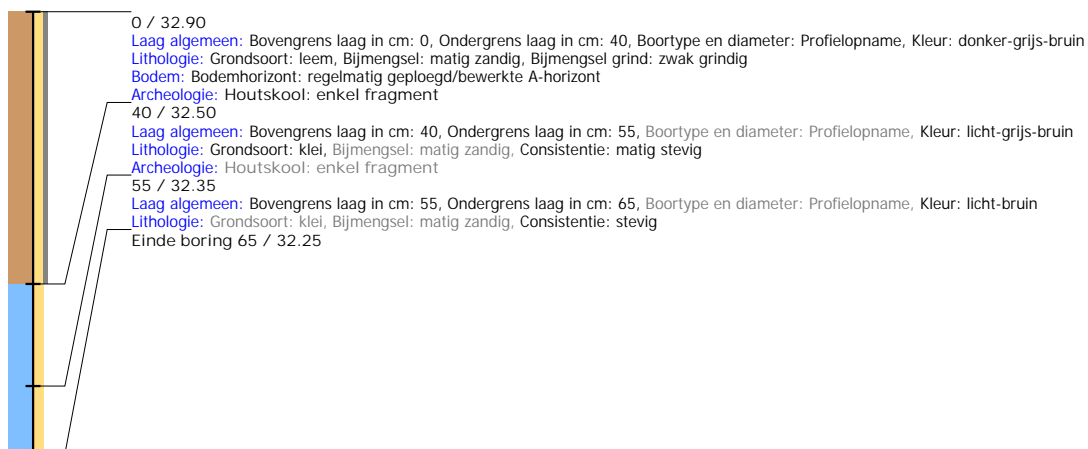 0 / 32.90
Laag algemeen: Bovengrens laag in cm: 0, Ondergrens laag in cm: 40, Boortype en diameter: Profielopname, Kleur: donker-grijs-bruin
Lithologie: Grondsoort: leem, Bijmengsel: matig zandig, Bijmengsel grind: zwak grindig
Bodem: Bodemhorizont: regelmatig geploegd/bewerkte A-horizont
Archeologie: Houtskool: enkel fragment
40 / 32.50
Laag algemeen: Bovengrens laag in cm: 40, Ondergrens laag in cm: 55, Boortype en diameter: Profielopname, Kleur: licht-grijs-bruin
Lithologie: Grondsoort: klei, Bijmengsel: matig zandig, Consistentie: matig stevig
Archeologie: Houtskool: enkel fragment
55 / 32.35
Laag algemeen: Bovengrens laag in cm: 55, Ondergrens laag in cm: 65, Boortype en diameter: Profielopname, Kleur: licht-bruin
Lithologie: Grondsoort: klei, Bijmengsel: matig zandig, Consistentie: stevig
Einde boring 65 / 32.25